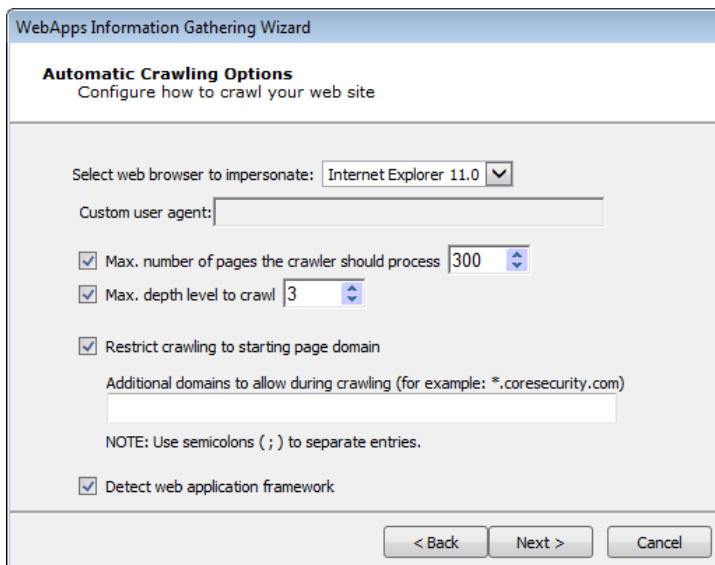 WebApps Information Gathering Wizard
Automatic Crawling Options
Configure how to crawl your web site
Select web browser to impersonate: Internet Explorer 11.0
Custom user agent:
Max. number of pages the crawler should process 300
Max. depth level to crawl 3
Restrict crawling to starting page domain
Additional domains to allow during crawling (for example: *.coresecurity.com)
NOTE: Use semicolons ( ; ) to separate entries.
Detect web application framework
< Back Next > Cancel